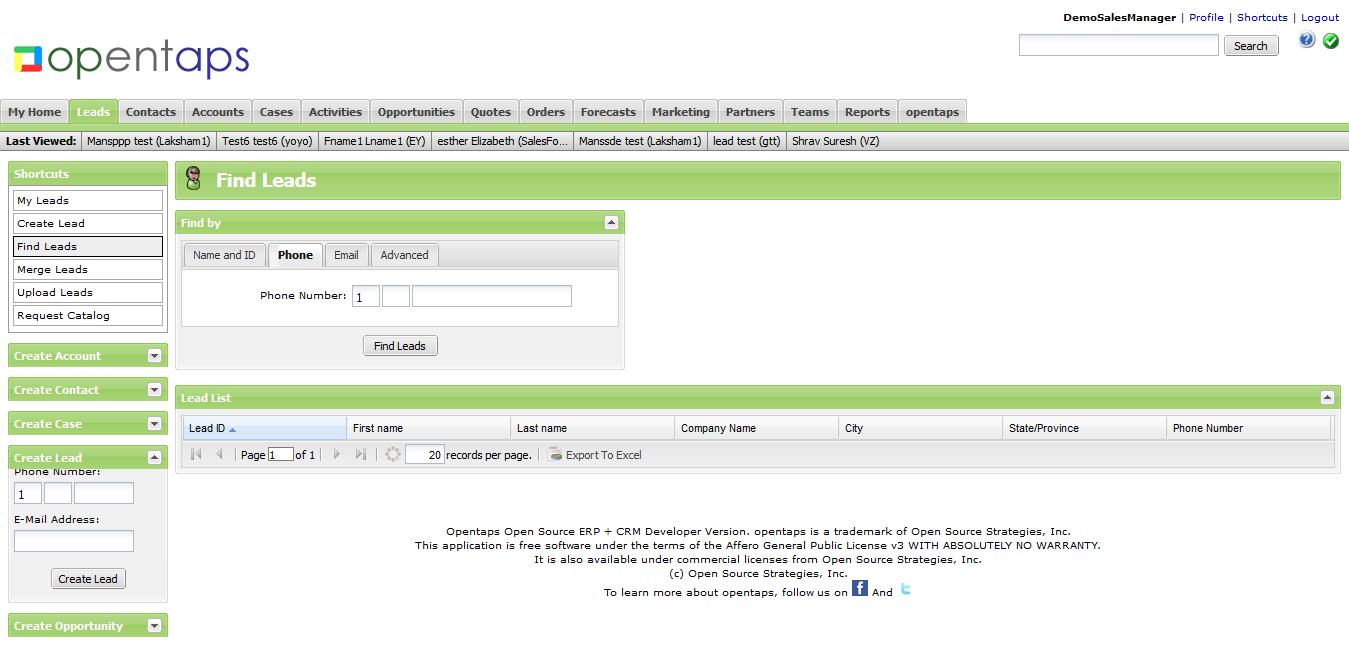 DemoSalesManager | Profile | Shortcuts | Logout
opentaps
Search
My Home Leads Contacts Accounts Cases Activities Opportunities Quotes Orders Forecasts Marketing Partners Teams Reports opentaps
Last Viewed: Mansppp test (Laksham1) Test6 test6 (yoyo) Fname1 Lname1 (EY) esther Elizabeth (SalesFo... Manssde test (Laksham1) lead test (gtt) Shrav Suresh (VZ)
Shortcuts
My Leads
Create Lead
Find Leads
Merge Leads
Upload Leads
Request Catalog
Create Account
Create Contact
Create Case
Create Lead
Phone Number:
1
E-Mail Address:
Create Lead
Create Opportunity
Find Leads
Find by
Name and ID Phone Email Advanced
Phone Number: 1
Find Leads
Lead List
Lead ID First name Last name Company Name City State/Province Phone Number
Page 1 of 1 20 records per page. Export To Excel
Opentaps Open Source ERP + CRM Developer Version. opentaps is a trademark of Open Source Strategies, Inc.
This application is free software under the terms of the Affero General Public License v3 WITH ABSOLUTELY NO WARRANTY.
It is also available under commercial licenses from Open Source Strategies, Inc.
(c) Open Source Strategies, Inc.
To learn more about opentaps, follow us on f And t